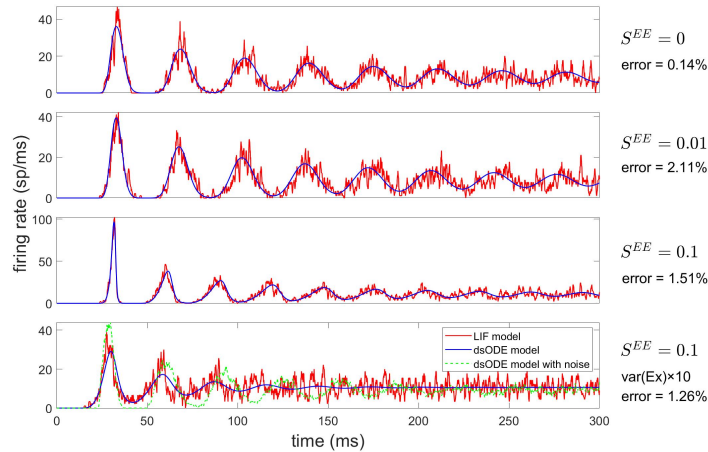 40
20
0
S^{EE} = 0
error = 0.14%
40
20
0
S^{EE} = 0.01
error = 2.11%
firing rate (sp/ms)
100
50
0
S^{EE} = 0.1
error = 1.51%
40
20
0
LIF model
dsODE model
dsODE model with noise
S^{EE} = 0.1
var(Ex)×10
error = 1.26%
0 50 100 150 200 250 300
time (ms)